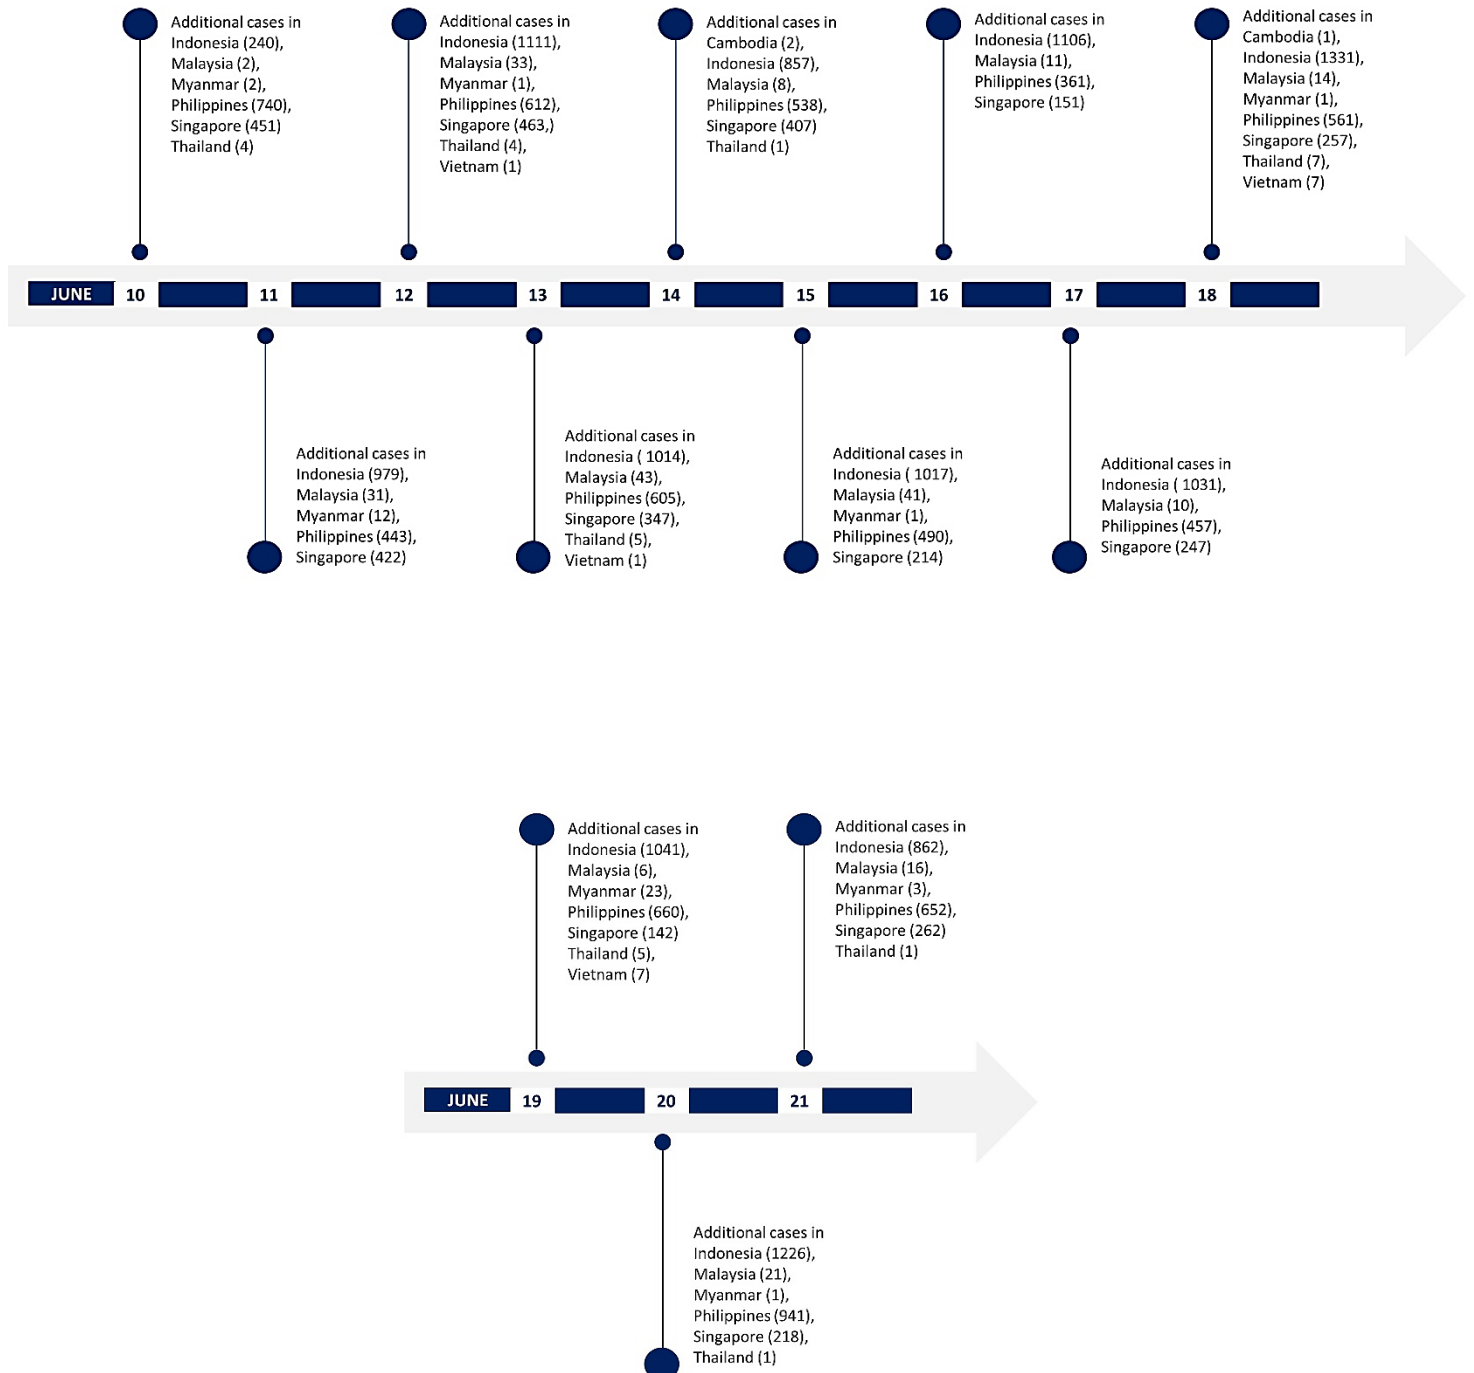 Additional cases in
Indonesia (240),
Malaysia (2),
Myanmar (2),
Philippines (740),
Singapore (451)
Thailand (4)
Additional cases in
Indonesia (1111),
Malaysia (33),
Myanmar (1),
Philippines (612),
Singapore (463,)
Thailand (4),
Vietnam (1)
Additional cases in
Cambodia (2),
Indonesia (857),
Malaysia (8),
Philippines (538),
Singapore (407)
Thailand (1)
Additional cases in
Indonesia (1106),
Malaysia (11),
Philippines (361),
Singapore (151)
Additional cases in
Cambodia (1),
Indonesia (1331),
Malaysia (14),
Myanmar (1),
Philippines (561),
Singapore (257),
Thailand (7),
Vietnam (7)
JUNE 10 11 12 13 14 15 16 17 18
Additional cases in
Indonesia (979),
Malaysia (31),
Myanmar (12),
Philippines (443),
Singapore (422)
Additional cases in
Indonesia ( 1014),
Malaysia (43),
Philippines (605),
Singapore (347),
Thailand (5),
Vietnam (1)
Additional cases in
Indonesia ( 1017),
Malaysia (41),
Myanmar (1),
Philippines (490),
Singapore (214)
Additional cases in
Indonesia ( 1031),
Malaysia (10),
Philippines (457),
Singapore (247)
Additional cases in
Indonesia (1041),
Malaysia (6),
Myanmar (23),
Philippines (660),
Singapore (142)
Thailand (5),
Vietnam (7)
Additional cases in
Indonesia (862),
Malaysia (16),
Myanmar (3),
Philippines (652),
Singapore (262)
Thailand (1)
JUNE 19 20 21
Additional cases in
Indonesia (1226),
Malaysia (21),
Myanmar (1),
Philippines (941),
Singapore (218),
Thailand (1)